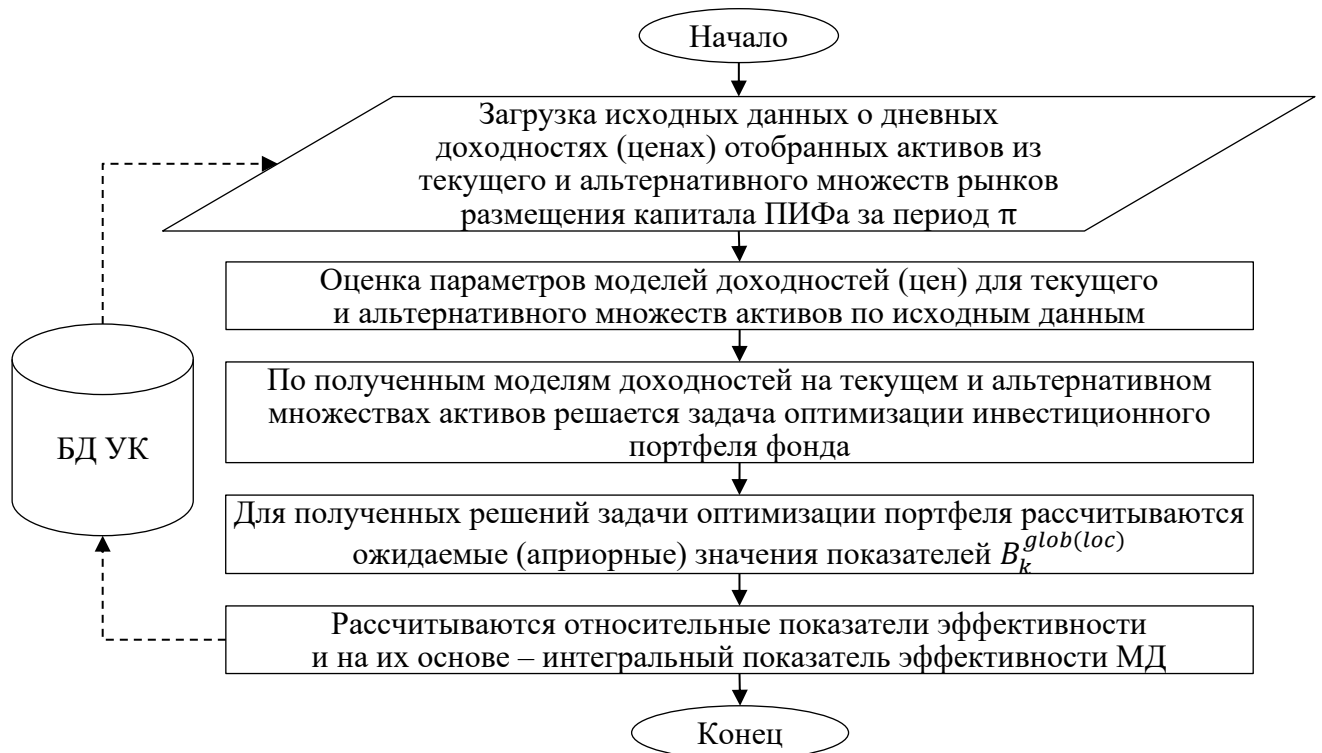 Начало
Загрузка исходных данных о дневных
доходностях (ценах) отобранных активов из
текущего и альтернативного множеств рынков
размещения капитала ПИФа за период π
Оценка параметров моделей доходностей (цен) для текущего
и альтернативного множеств активов по исходным данным
По полученным моделям доходностей на текущем и альтернативном
множествах активов решается задача оптимизации инвестиционного
портфеля фонда
БД УК
Для полученных решений задачи оптимизации портфеля рассчитываются
ожидаемые (априорные) значения показателей $B_k^{glob(loc)}$
Рассчитываются относительные показатели эффективности
и на их основе – интегральный показатель эффективности МД
Конец